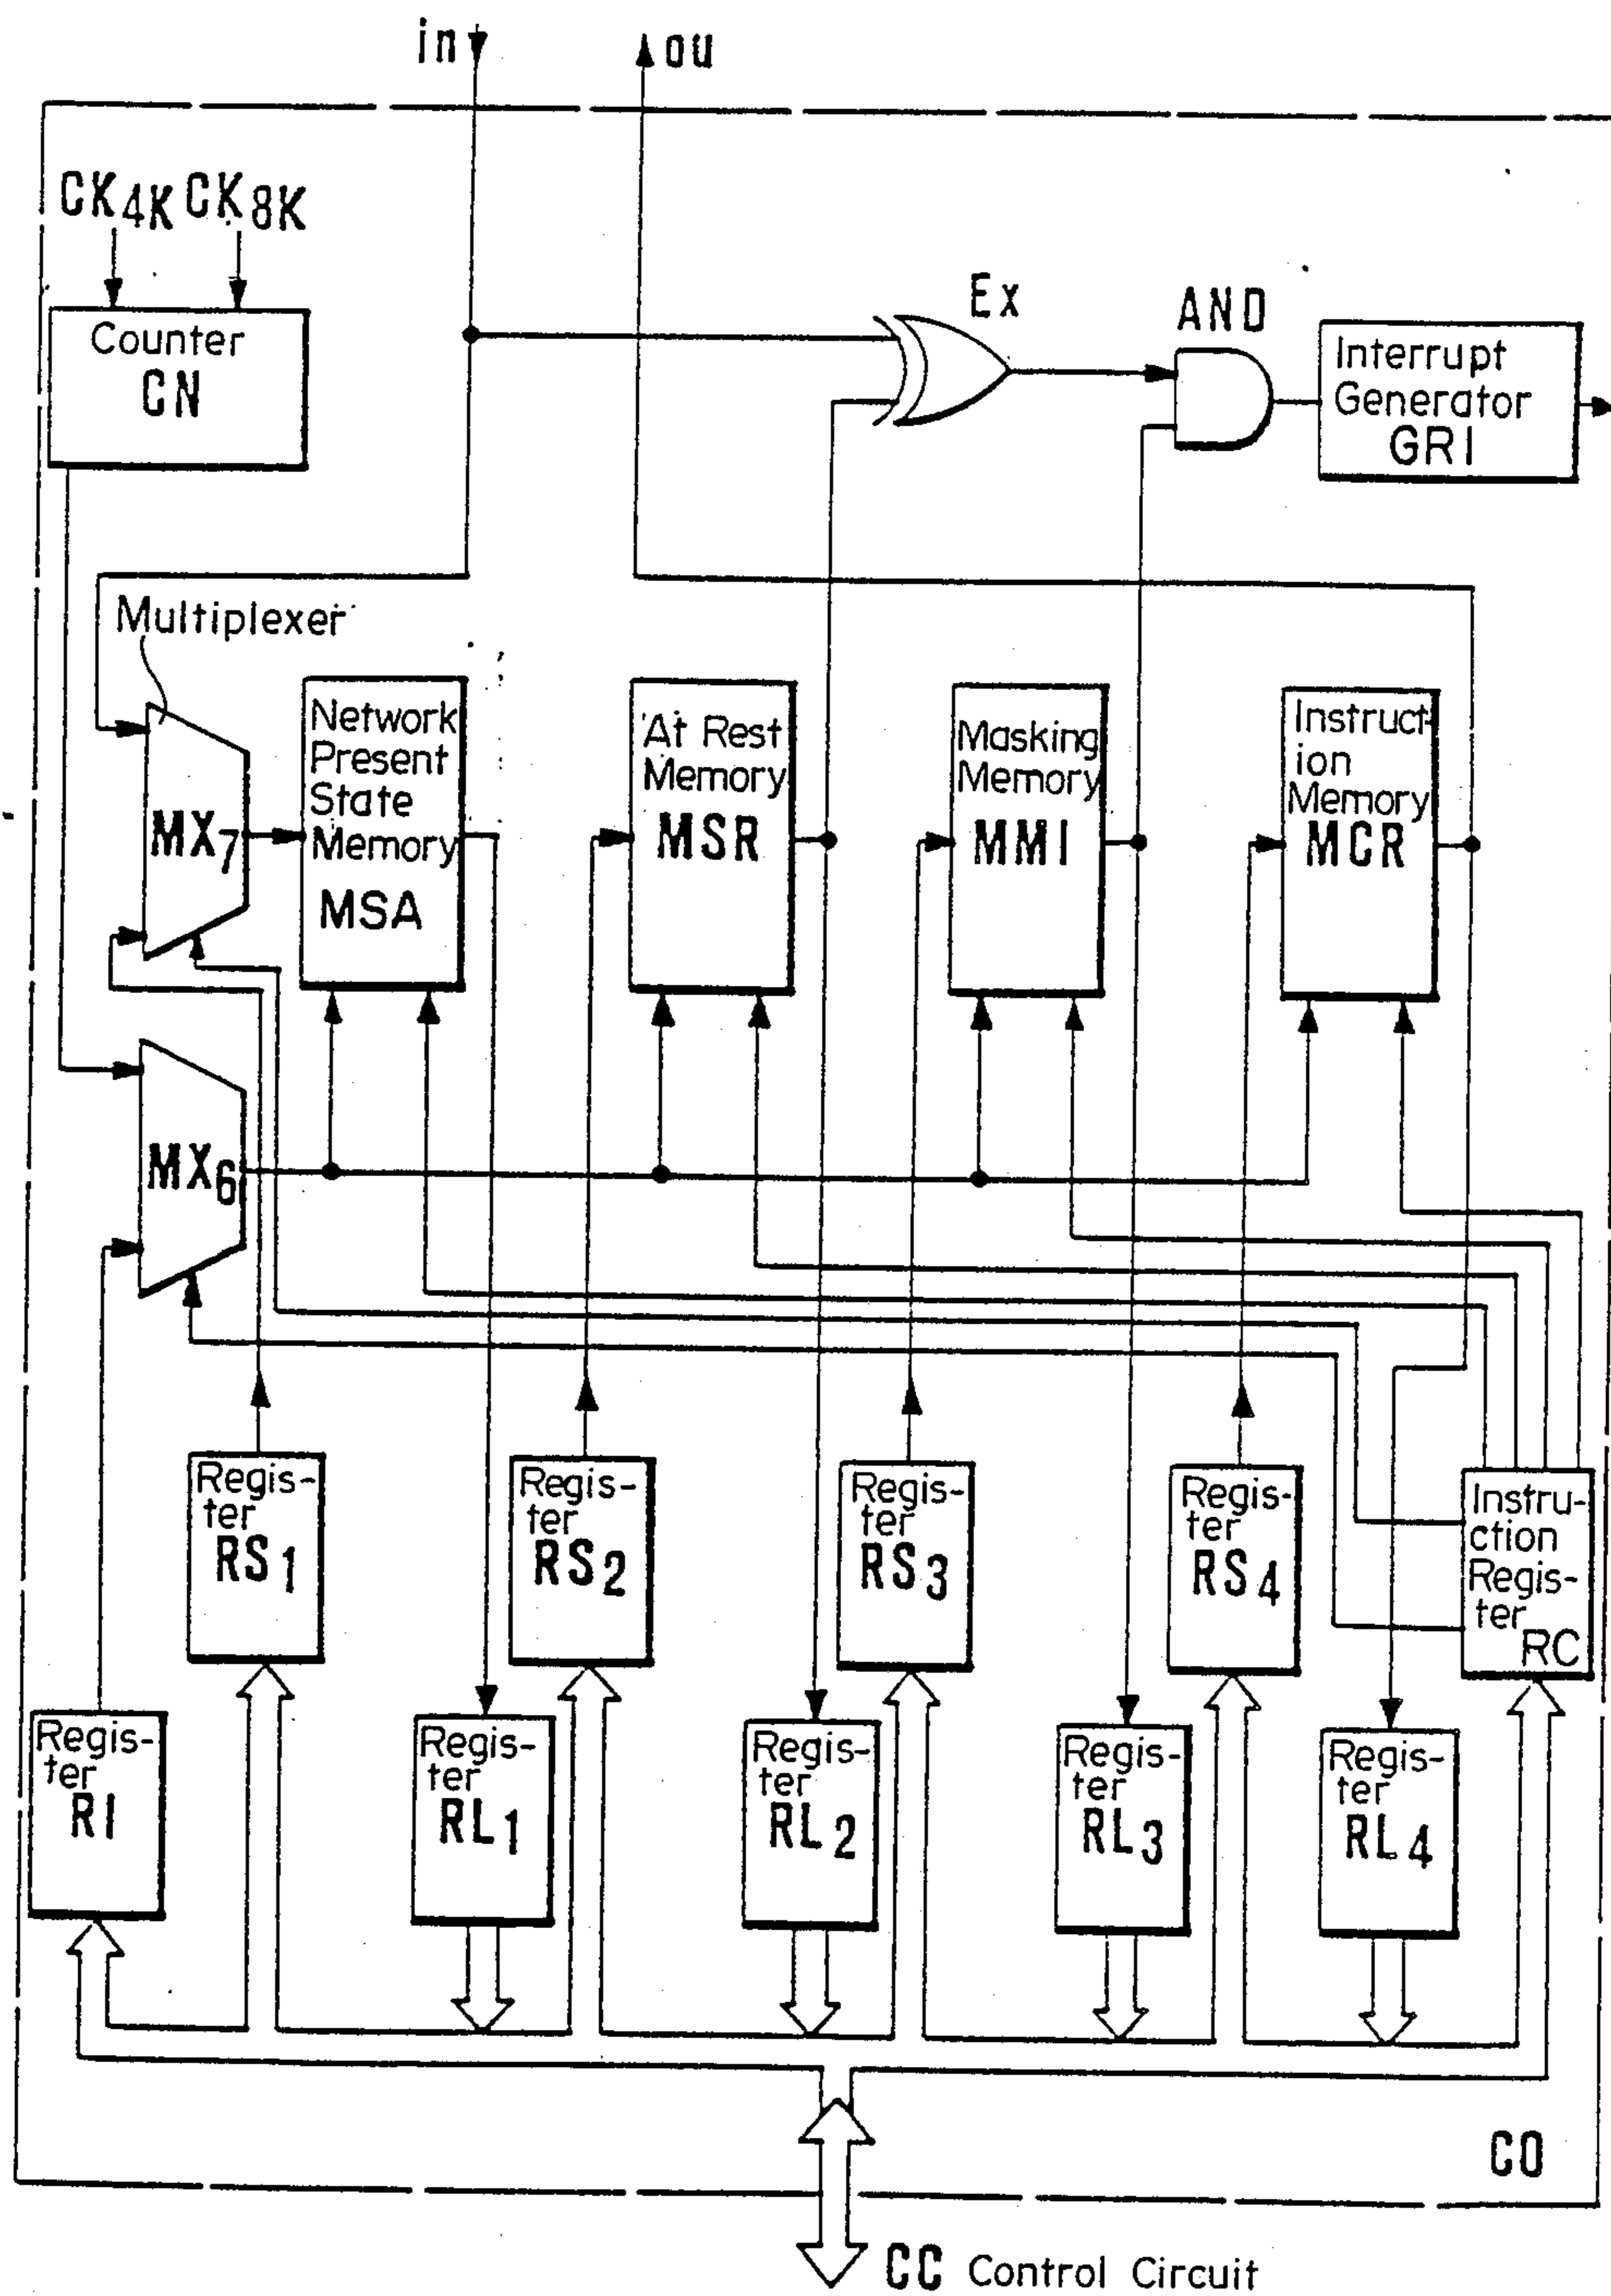 in
ou
CK4K CK8K
Counter
CN
Ex
AND
Interrupt
Generator
GRI
Multiplexer
MX7
Network
Present
State
Memory
MSA
At Rest
Memory
MSR
Masking
Memory
MMI
Instruct-
ion
Memory
MCR
MX6
Regis-
ter
RS1
Regis-
ter
RS2
Regis-
ter
RS3
Regis-
ter
RS4
Instru-
ction
Regis-
ter
RC
Regis-
ter
RI
Regis-
ter
RL1
Regis-
ter
RL2
Regis-
ter
RL3
Regis-
ter
RL4
CO
CC Control Circuit